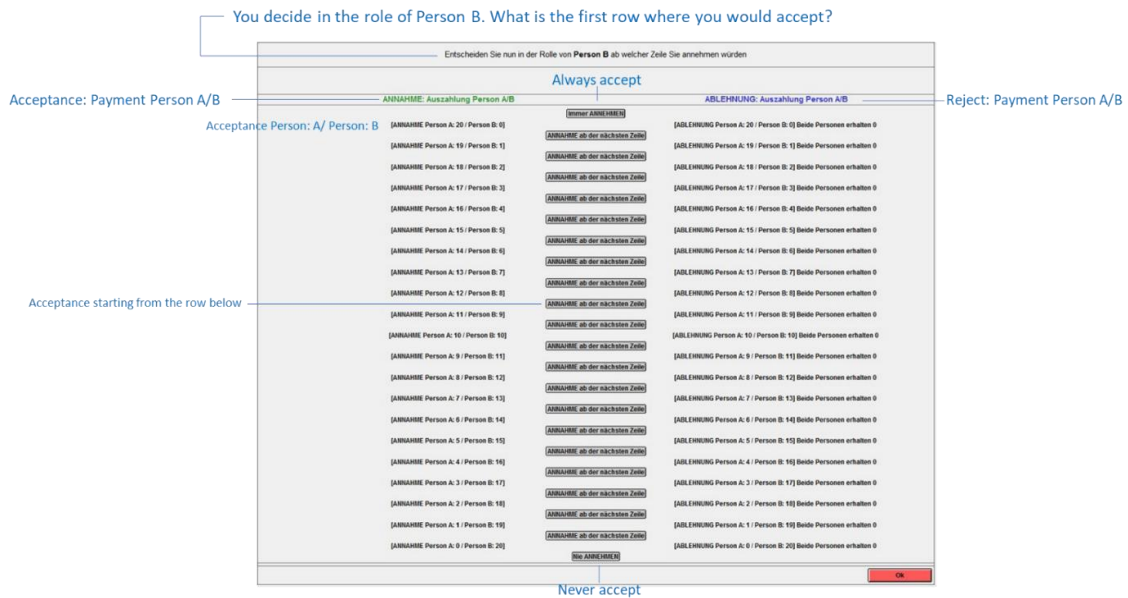 You decide in the role of Person B. What is the first row where you would accept?
Entscheiden Sie nun in der Rolle von Person B ab welcher Zeile Sie annehmen würden
Always accept
Acceptance: Payment Person A/B
ANNAHME: Auszahlung Person A/B
ABLEHNUNG: Auszahlung Person A/B
Reject: Payment Person A/B
Immer ANNEHMEN
Acceptance Person: A/ Person: B
[ANNAHME Person A: 20 / Person B: 0]
[ABLEHNUNG Person A: 20 / Person B: 0] Beide Personen erhalten 0
ANNAHME ab der nächsten Zeile
[ANNAHME Person A: 19 / Person B: 1]
[ABLEHNUNG Person A: 19 / Person B: 1] Beide Personen erhalten 0
ANNAHME ab der nächsten Zeile
[ANNAHME Person A: 18 / Person B: 2]
[ABLEHNUNG Person A: 18 / Person B: 2] Beide Personen erhalten 0
ANNAHME ab der nächsten Zeile
[ANNAHME Person A: 17 / Person B: 3]
[ABLEHNUNG Person A: 17 / Person B: 3] Beide Personen erhalten 0
ANNAHME ab der nächsten Zeile
[ANNAHME Person A: 16 / Person B: 4]
[ABLEHNUNG Person A: 16 / Person B: 4] Beide Personen erhalten 0
ANNAHME ab der nächsten Zeile
[ANNAHME Person A: 15 / Person B: 5]
[ABLEHNUNG Person A: 15 / Person B: 5] Beide Personen erhalten 0
ANNAHME ab der nächsten Zeile
[ANNAHME Person A: 14 / Person B: 6]
[ABLEHNUNG Person A: 14 / Person B: 6] Beide Personen erhalten 0
ANNAHME ab der nächsten Zeile
[ANNAHME Person A: 13 / Person B: 7]
[ABLEHNUNG Person A: 13 / Person B: 7] Beide Personen erhalten 0
ANNAHME ab der nächsten Zeile
[ANNAHME Person A: 12 / Person B: 8]
[ABLEHNUNG Person A: 12 / Person B: 8] Beide Personen erhalten 0
Acceptance starting from the row below
ANNAHME ab der nächsten Zeile
[ANNAHME Person A: 11 / Person B: 9]
[ABLEHNUNG Person A: 11 / Person B: 9] Beide Personen erhalten 0
ANNAHME ab der nächsten Zeile
[ANNAHME Person A: 10 / Person B: 10]
[ABLEHNUNG Person A: 10 / Person B: 10] Beide Personen erhalten 0
ANNAHME ab der nächsten Zeile
[ANNAHME Person A: 9 / Person B: 11]
[ABLEHNUNG Person A: 9 / Person B: 11] Beide Personen erhalten 0
ANNAHME ab der nächsten Zeile
[ANNAHME Person A: 8 / Person B: 12]
[ABLEHNUNG Person A: 8 / Person B: 12] Beide Personen erhalten 0
ANNAHME ab der nächsten Zeile
[ANNAHME Person A: 7 / Person B: 13]
[ABLEHNUNG Person A: 7 / Person B: 13] Beide Personen erhalten 0
ANNAHME ab der nächsten Zeile
[ANNAHME Person A: 6 / Person B: 14]
[ABLEHNUNG Person A: 6 / Person B: 14] Beide Personen erhalten 0
ANNAHME ab der nächsten Zeile
[ANNAHME Person A: 5 / Person B: 15]
[ABLEHNUNG Person A: 5 / Person B: 15] Beide Personen erhalten 0
ANNAHME ab der nächsten Zeile
[ANNAHME Person A: 4 / Person B: 16]
[ABLEHNUNG Person A: 4 / Person B: 16] Beide Personen erhalten 0
ANNAHME ab der nächsten Zeile
[ANNAHME Person A: 3 / Person B: 17]
[ABLEHNUNG Person A: 3 / Person B: 17] Beide Personen erhalten 0
ANNAHME ab der nächsten Zeile
[ANNAHME Person A: 2 / Person B: 18]
[ABLEHNUNG Person A: 2 / Person B: 18] Beide Personen erhalten 0
ANNAHME ab der nächsten Zeile
[ANNAHME Person A: 1 / Person B: 19]
[ABLEHNUNG Person A: 1 / Person B: 19] Beide Personen erhalten 0
ANNAHME ab der nächsten Zeile
[ANNAHME Person A: 0 / Person B: 20]
[ABLEHNUNG Person A: 0 / Person B: 20] Beide Personen erhalten 0
Nie ANNEHMEN
Ok
Never accept